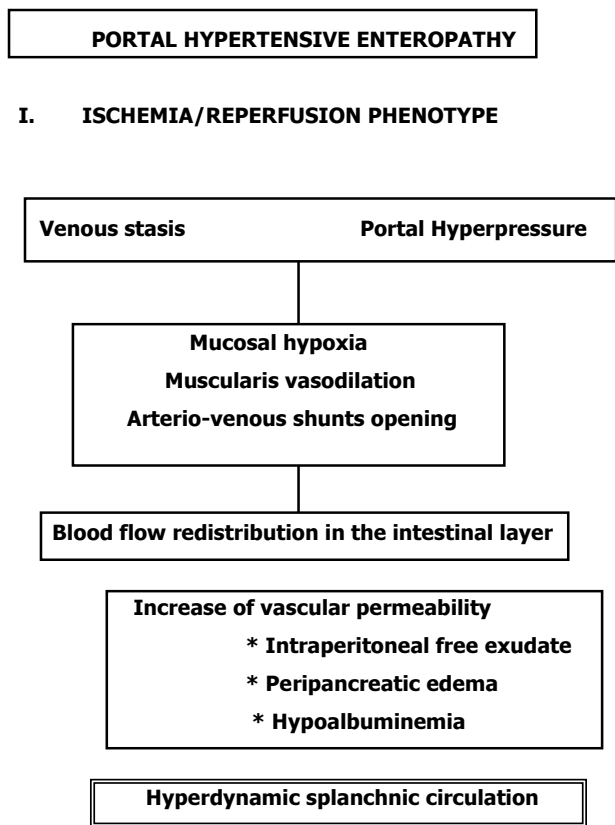 PORTAL HYPERTENSIVE ENTEROPATHY
I. ISCHEMIA/REPERFUSION PHENOTYPE
Venous stasis Portal Hyperpressure
Mucosal hypoxia
Muscularis vasodilation
Arterio-venous shunts opening
Blood flow redistribution in the intestinal layer
Increase of vascular permeability
* Intraperitoneal free exudate
* Peripancreatic edema
* Hypoalbuminemia
Hyperdynamic splanchnic circulation